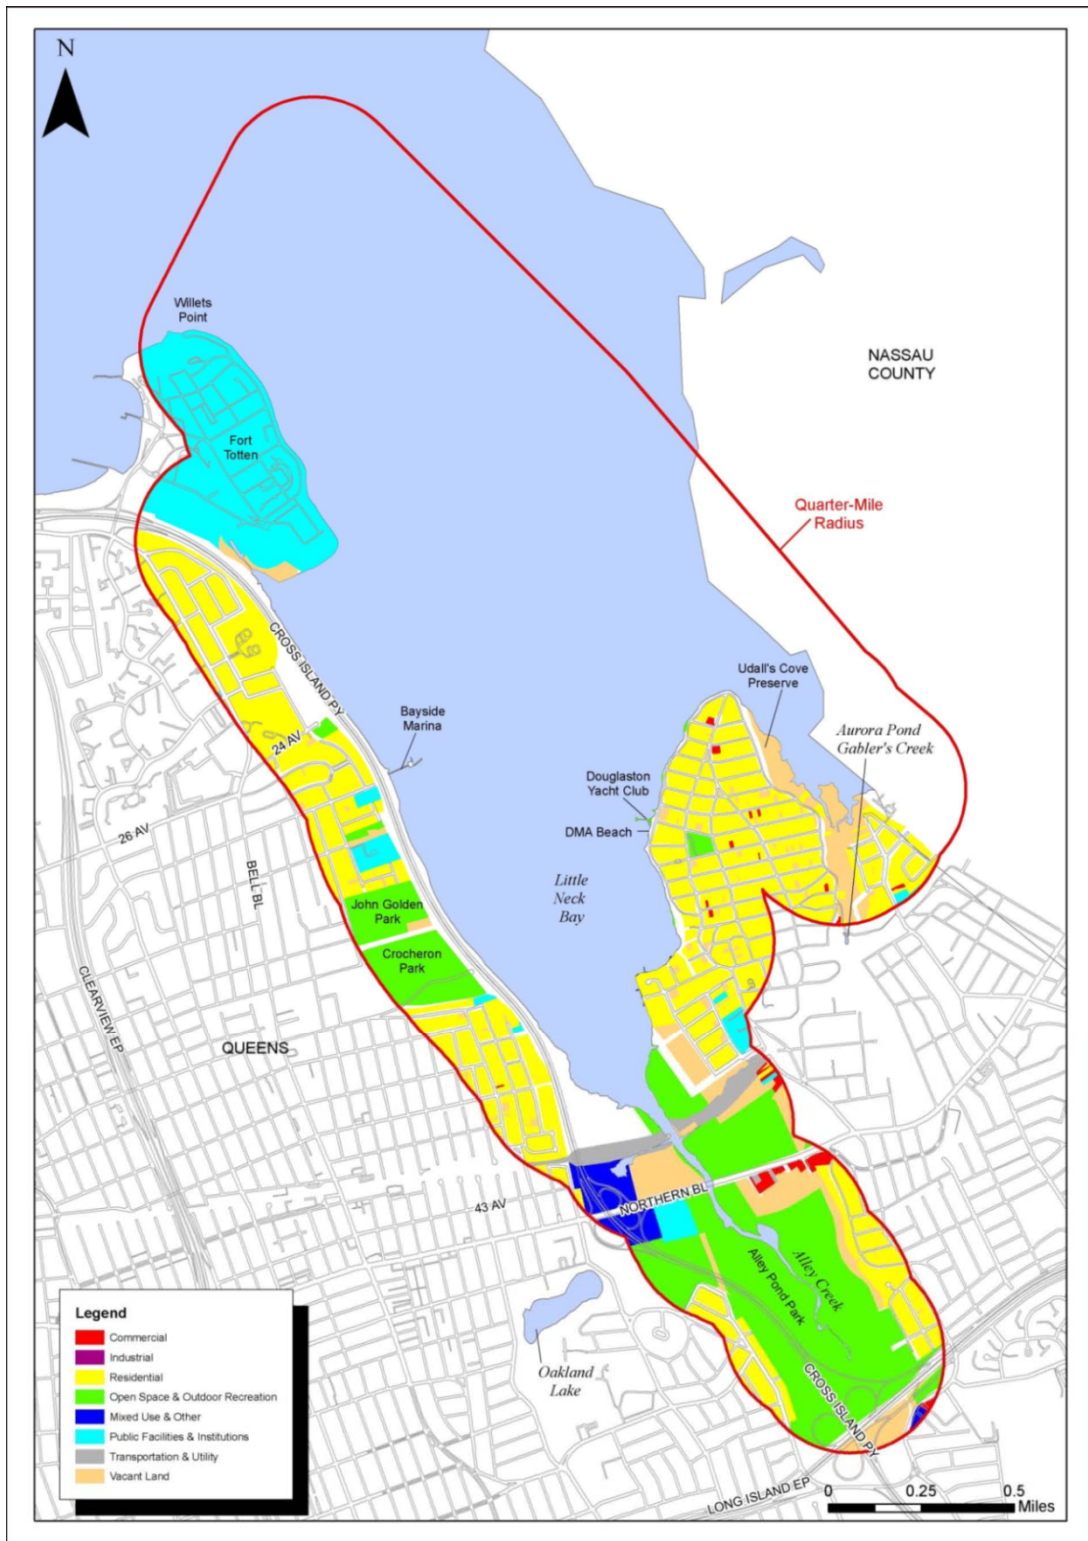 N
Willets
Point
NASSAU
COUNTY
Fort
Totten
Quarter-Mile
Radius
CROSS ISLAND PY
Udall's Cove
Preserve
Bayside
Marina
Aurora Pond
Gabler's Creek
24 AV
Douglaston
Yacht Club
26 AV
DMA Beach
BELL BL
Little
Neck
Bay
John Golden
Park
Crocheron
Park
CLEARVIEW EP
QUEENS
43 AV
NORTHERN BL
Alley Creek
Alley Pond Park
Oakland
Lake
CROSS ISLAND PY
LONG ISLAND EP
Legend
Commercial
Industrial
Residential
Open Space & Outdoor Recreation
Mixed Use & Other
Public Facilities & Institutions
Transportation & Utility
Vacant Land
0 0.25 0.5
Miles